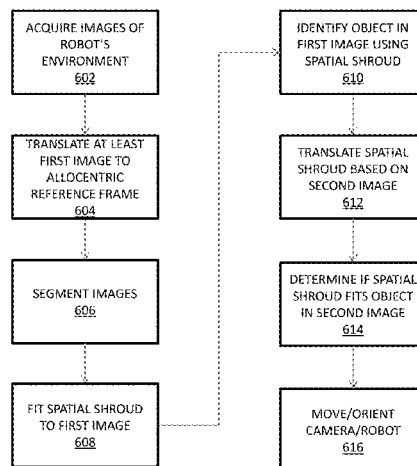 ACQUIRE IMAGES OF
ROBOT'S
ENVIRONMENT
602
TRANSLATE AT LEAST
FIRST IMAGE TO
ALLOCENTRIC
REFERENCE FRAME
604
SEGMENT IMAGES
606
FIT SPATIAL SHROUD
TO FIRST IMAGE
608
IDENTIFY OBJECT IN
FIRST IMAGE USING
SPATIAL SHROUD
610
TRANSLATE SPATIAL
SHROUD BASED ON
SECOND IMAGE
612
DETERMINE IF SPATIAL
SHROUD FITS OBJECT
IN SECOND IMAGE
614
MOVE/ORIENT
CAMERA/ROBOT
616